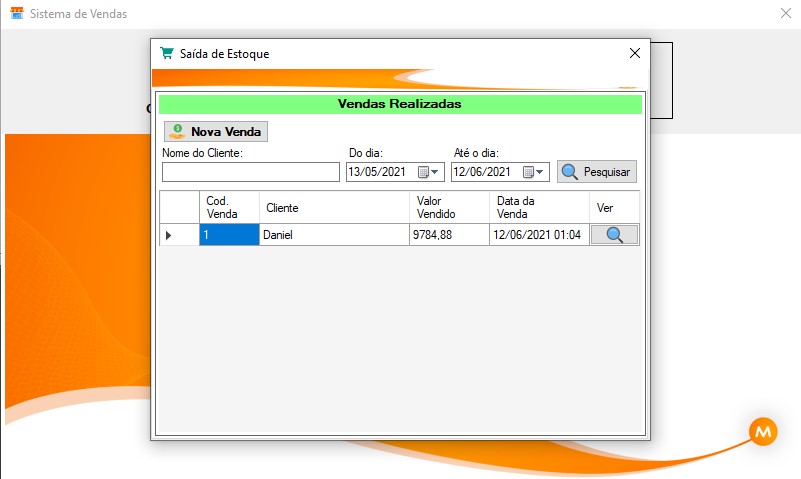 Sistema de Vendas
Saída de Estoque
Vendas Realizadas
Nova Venda
Nome do Cliente:
Do dia:
Até o dia:
13/05/2021
12/06/2021
Pesquisar
Cod. Venda
Cliente
Valor Vendido
Data da Venda
Ver
1
Daniel
9784,88
12/06/2021 01:04
M